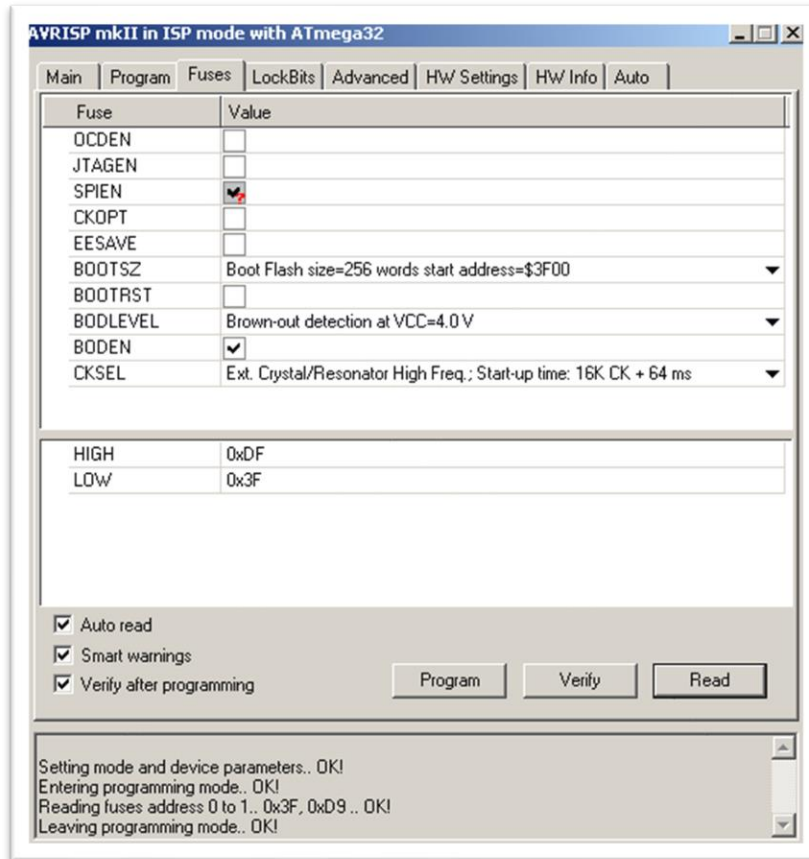 AVRISP mkII in ISP mode with ATmega32
Main Program Fuses LockBits Advanced HW Settings HW Info Auto
Fuse Value
OCDEN
JTAGEN
SPIEN
CKOPT
EESAVE
BOOTSZ Boot Flash size=256 words start address=$3F00
BOOTRST
BODLEVEL Brown-out detection at VCC=4.0 V
BODEN
CKSEL Ext. Crystal/Resonator High Freq.; Start-up time: 16K CK + 64 ms
HIGH 0xDF
LOW 0x3F
Auto read
Smart warnings
Verify after programming
Program Verify Read
Setting mode and device parameters.. OK!
Entering programming mode.. OK!
Reading fuses address 0 to 1.. 0x3F, 0xD9 .. OK!
Leaving programming mode.. OK!